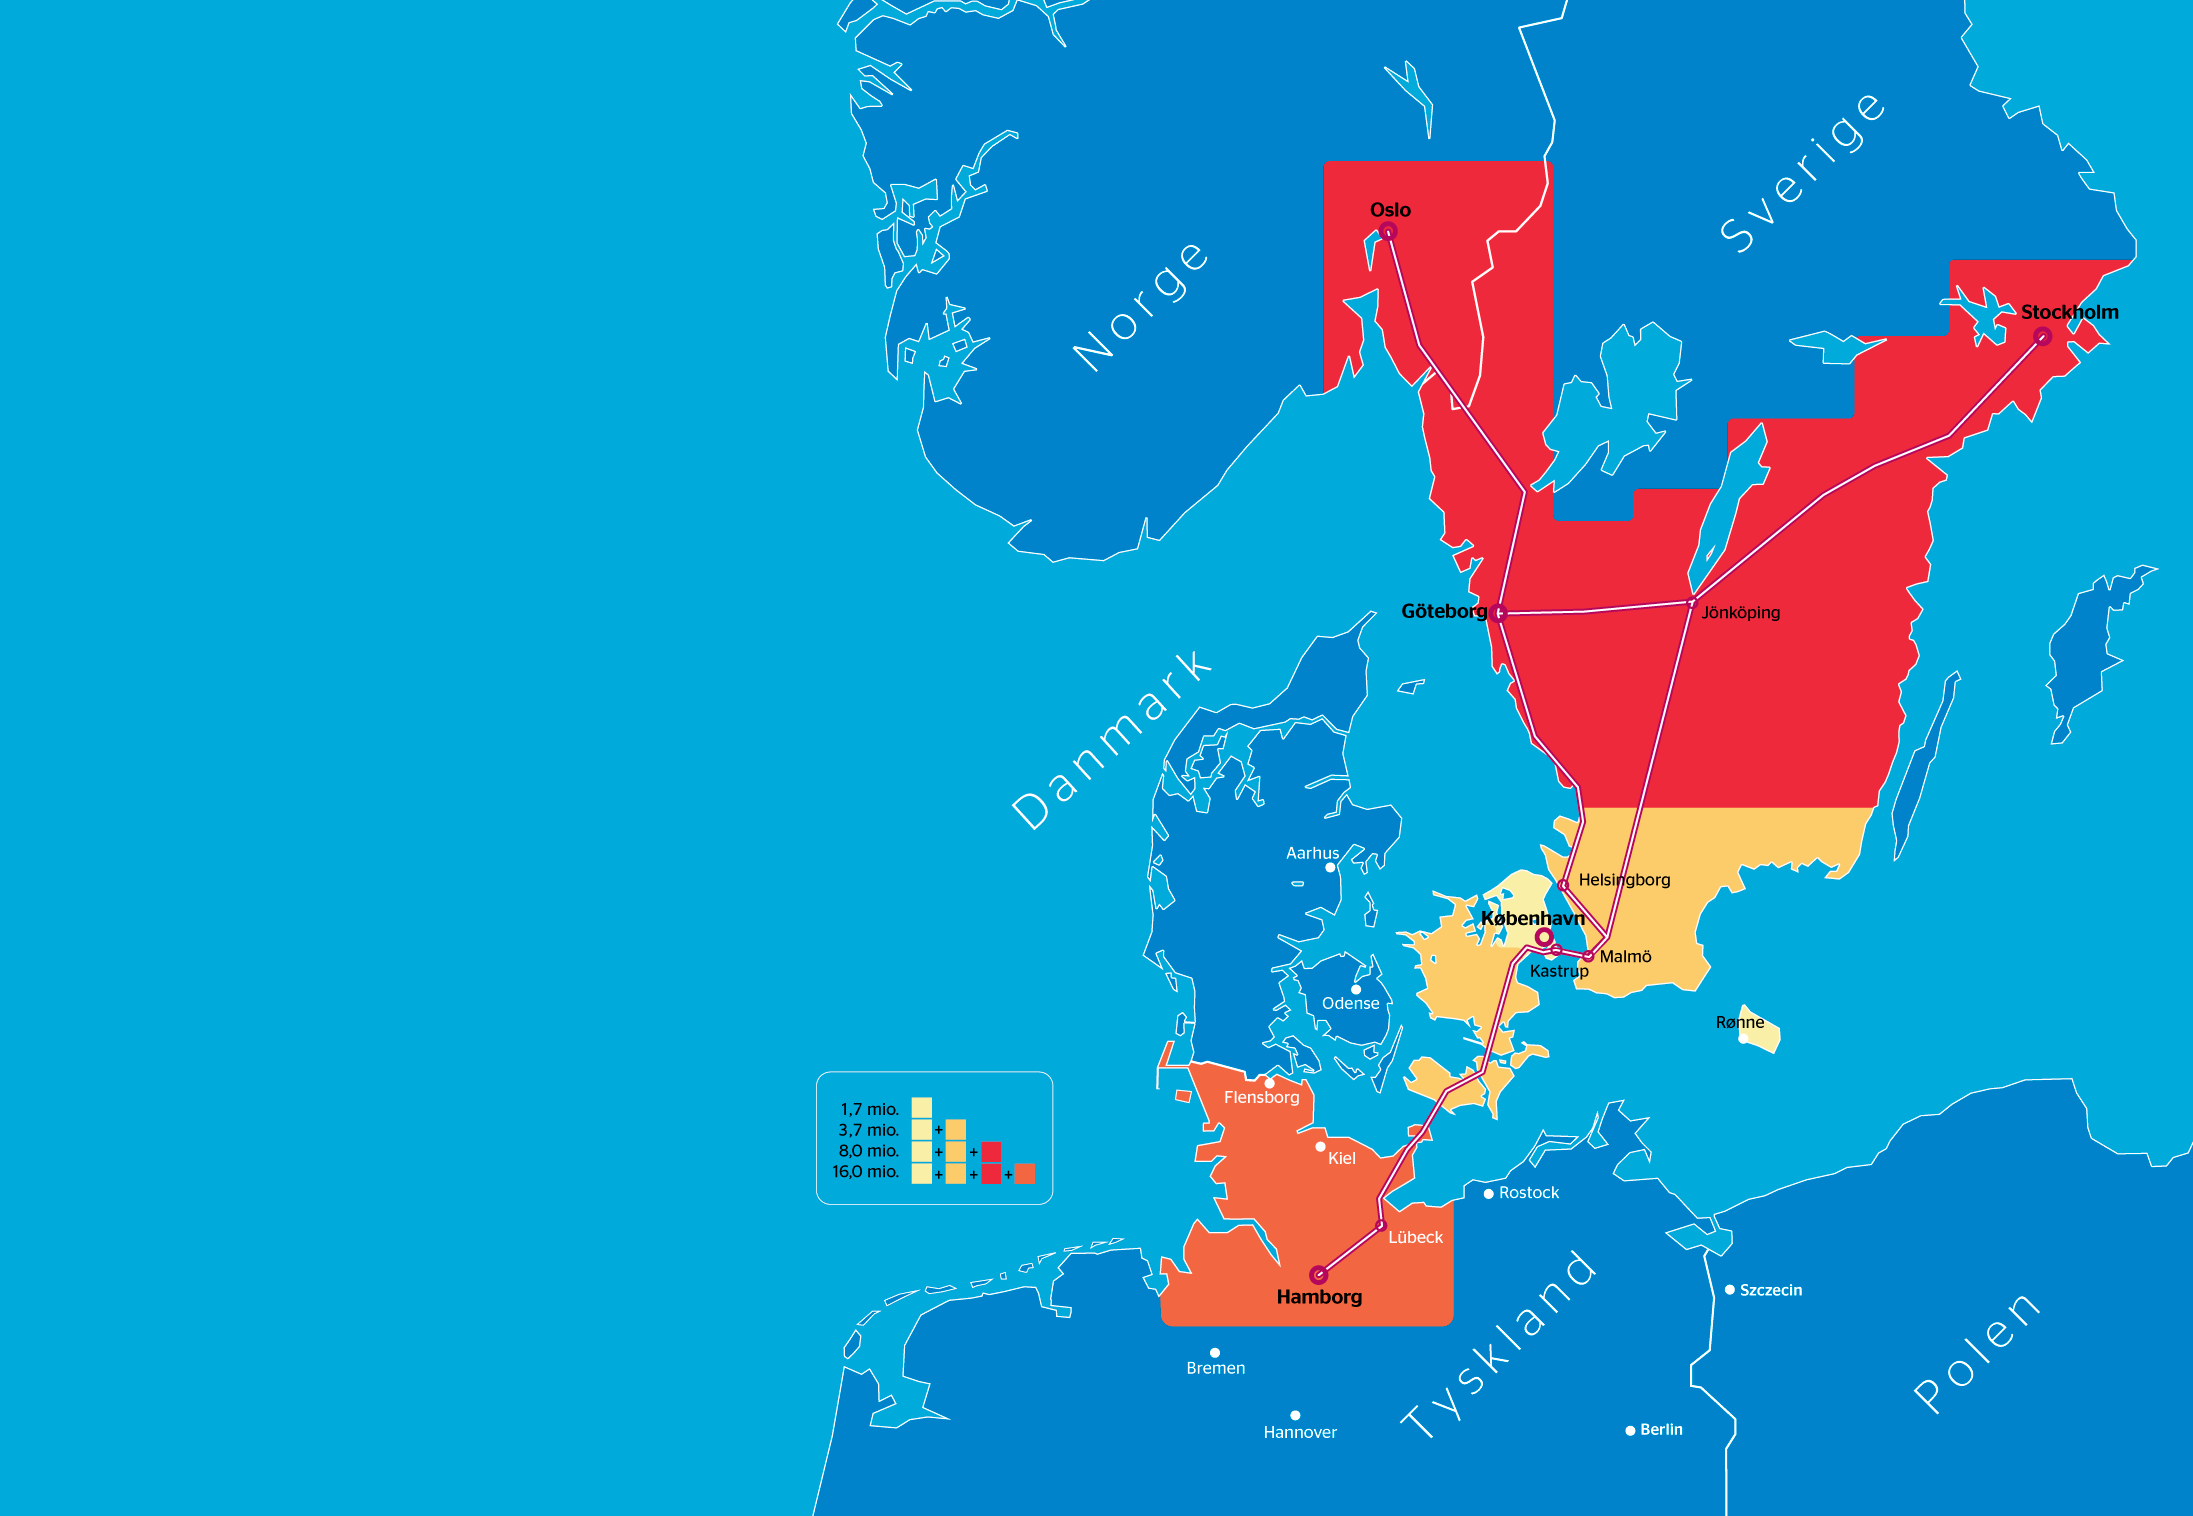 Sverige
Oslo
Norge
Stockholm
Göteborg
Jönköping
Danmark
Aarhus
Helsingborg
København
Malmö
Kastrup
Odense
Rønne
Flensborg
1,7 mio.
3,7 mio. +
8,0 mio. + +
16,0 mio. + + +
Kiel
Rostock
Lübeck
Hamborg
Szczecin
Tyskland
Polen
Bremen
Hannover
Berlin